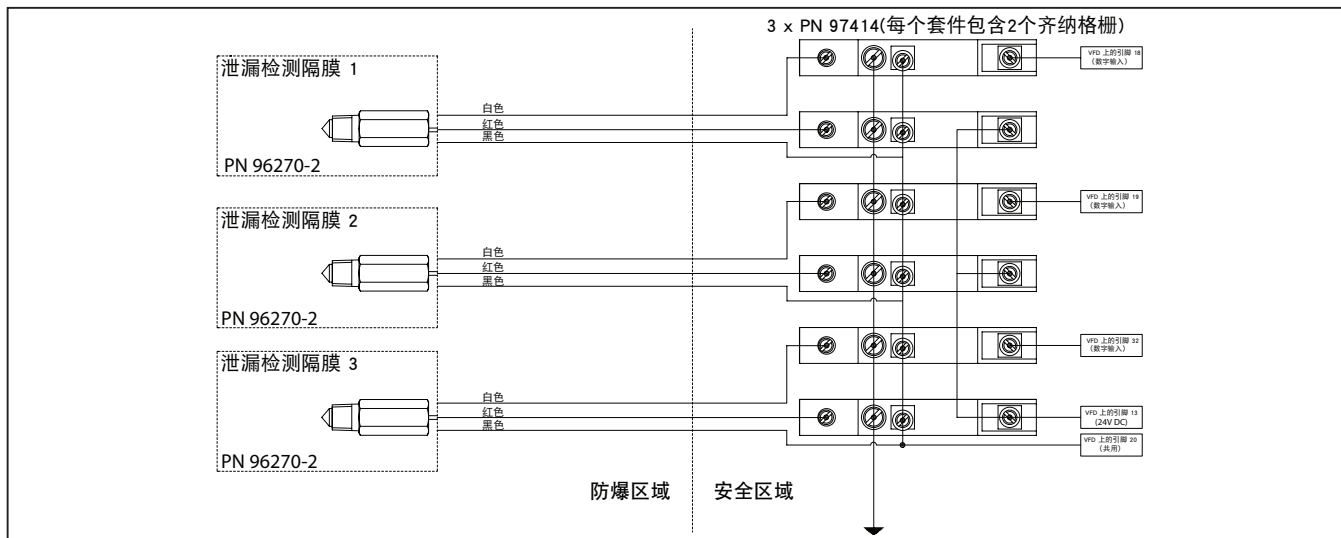 3 x PN 97414(每个套件包含2个齐纳格栅)
泄漏检测隔膜 1
白色
红色
黑色
PN 96270-2
VFD 上的引脚 18
(数字输入)
泄漏检测隔膜 2
白色
红色
黑色
PN 96270-2
VFD 上的引脚 19
(数字输入)
泄漏检测隔膜 3
白色
红色
黑色
PN 96270-2
VFD 上的引脚 32
(数字输入)
VFD 上的引脚 13
(24V DC)
VFD 上的引脚 20
(共用)
防爆区域
安全区域